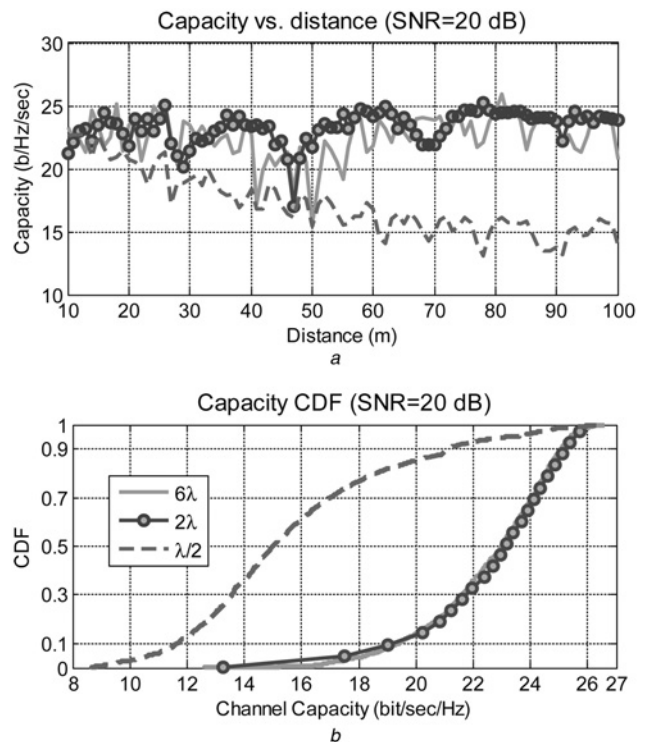 Capacity vs. distance (SNR=20 dB)
30
25
20
15
10
Capacity (b/Hz/sec)
10 20 30 40 50 60 70 80 90 100
Distance (m)
a
Capacity CDF (SNR=20 dB)
1
0.9
0.7
0.5
0.3
0.1
0
CDF
6λ
2λ
λ/2
8 10 12 14 16 18 20 22 24 26 27
Channel Capacity (bit/sec/Hz)
b